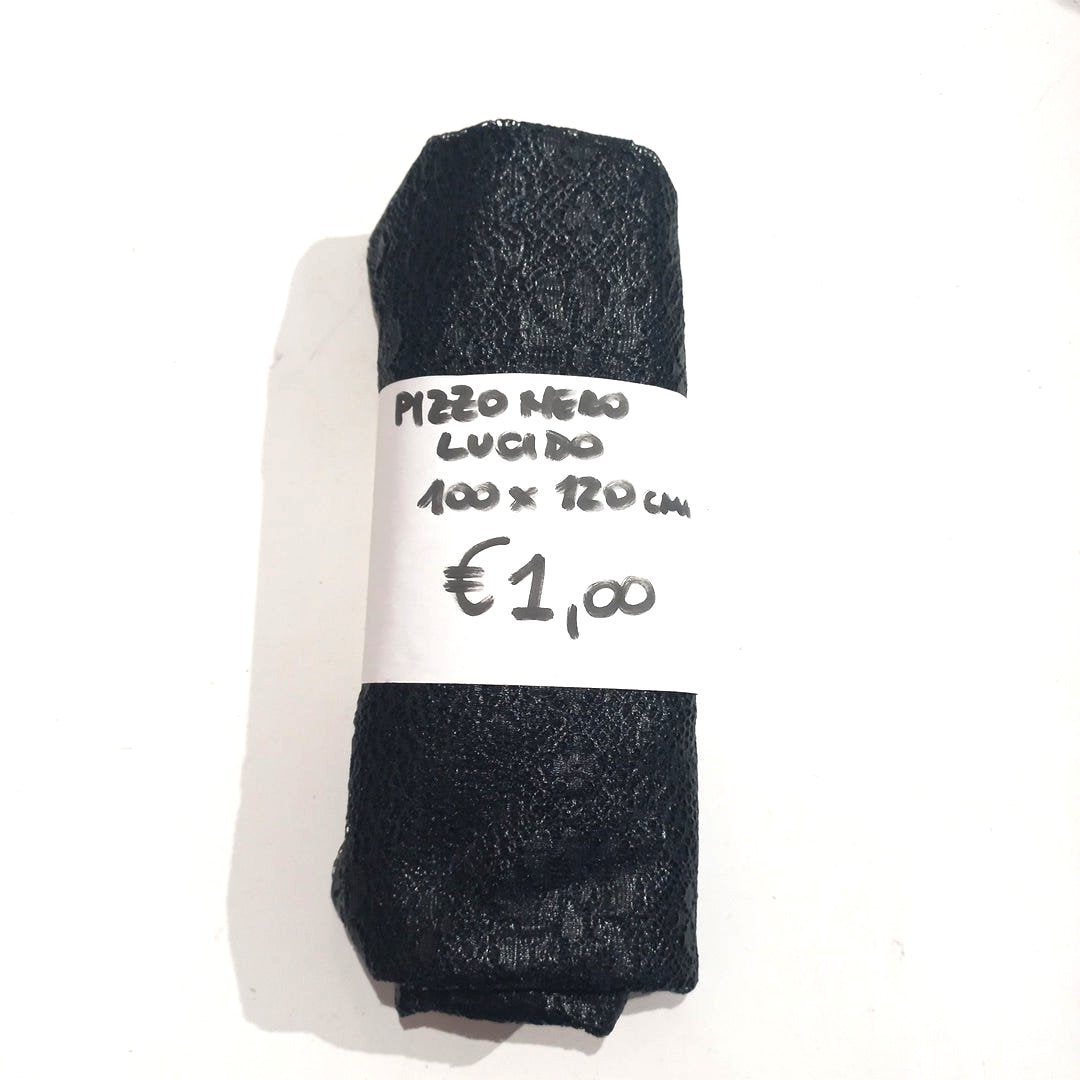 PIZZO NERO
LUCIDO
100 x 120 cm
€1,00